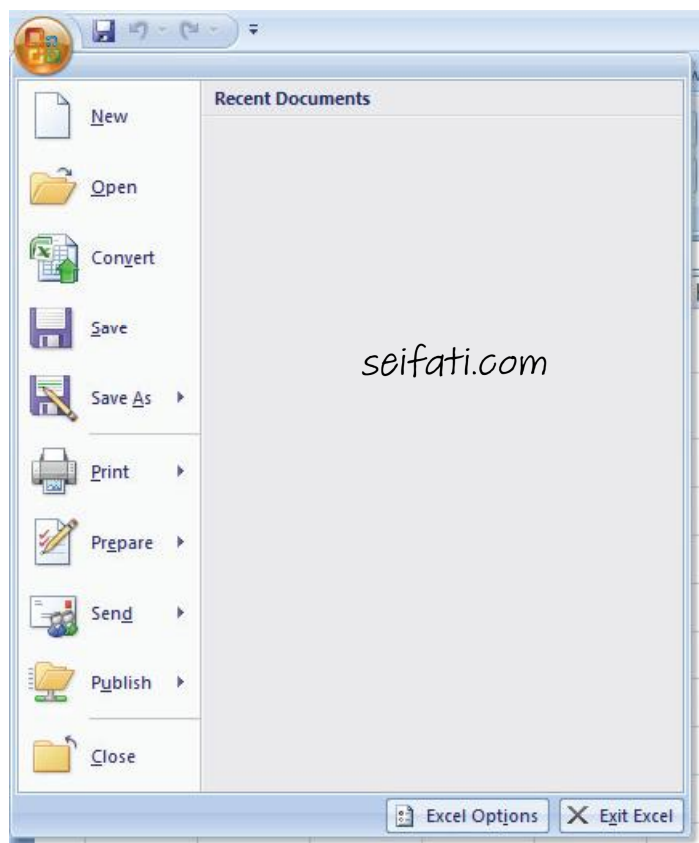 Recent Documents
New
Open
Convert
Save
Save As
Print
Prepare
Send
Publish
Close
seifati.com
Excel Options
Exit Excel